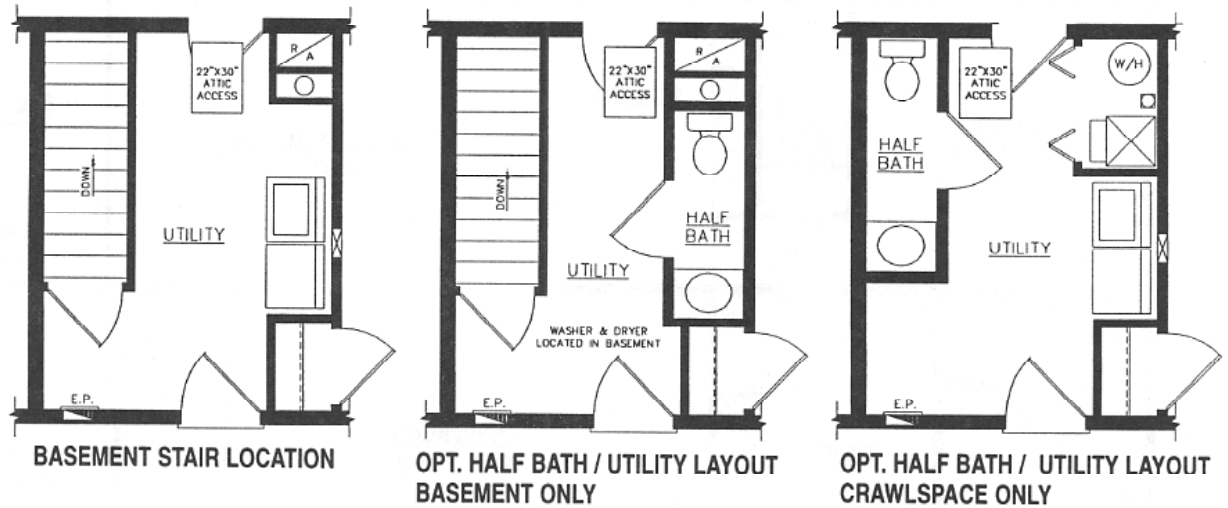 R
A
22"X30"
ATTIC
ACCESS
DOWN
UTILITY
E.P.
BASEMENT STAIR LOCATION
R
A
22"X30"
ATTIC
ACCESS
DOWN
HALF
BATH
UTILITY
WASHER & DRYER
LOCATED IN BASEMENT
E.P.
OPT. HALF BATH / UTILITY LAYOUT
BASEMENT ONLY
22"X30"
ATTIC
ACCESS
W/H
HALF
BATH
UTILITY
E.P.
OPT. HALF BATH / UTILITY LAYOUT
CRAWLSPACE ONLY